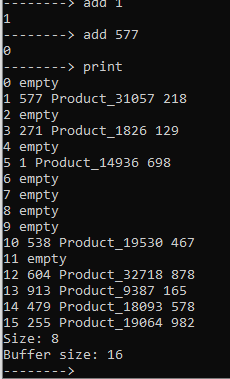 --------> add 1
1
--------> add 577
0
--------> print
0 empty
1 577 Product_31057 218
2 empty
3 271 Product_1826 129
4 empty
5 1 Product_14936 698
6 empty
7 empty
8 empty
9 empty
10 538 Product_19530 467
11 empty
12 604 Product_32718 878
13 913 Product_9387 165
14 479 Product_18093 578
15 255 Product_19064 982
Size: 8
Buffer size: 16
-------->